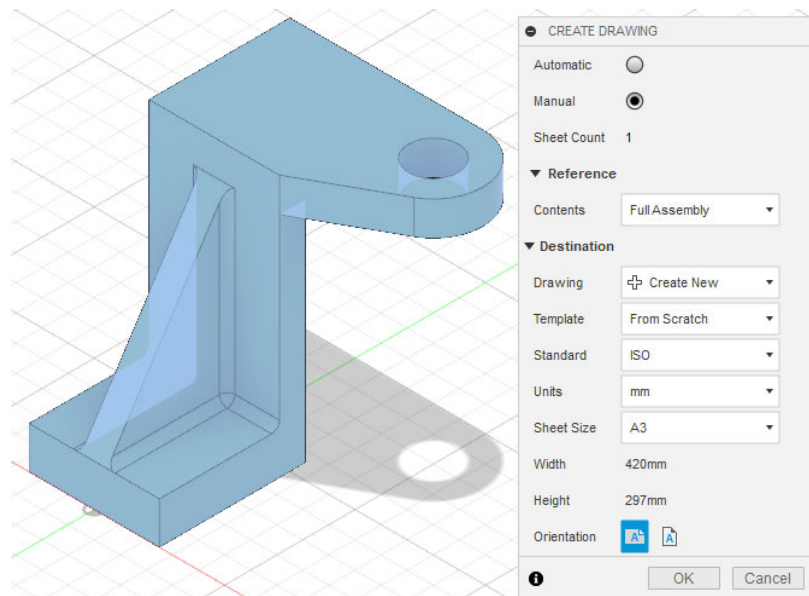 CREATE DRAWING
Automatic
Manual
Sheet Count 1
Reference
Contents Full Assembly
Destination
Drawing Create New
Template From Scratch
Standard ISO
Units mm
Sheet Size A3
Width 420mm
Height 297mm
Orientation A A
OK Cancel